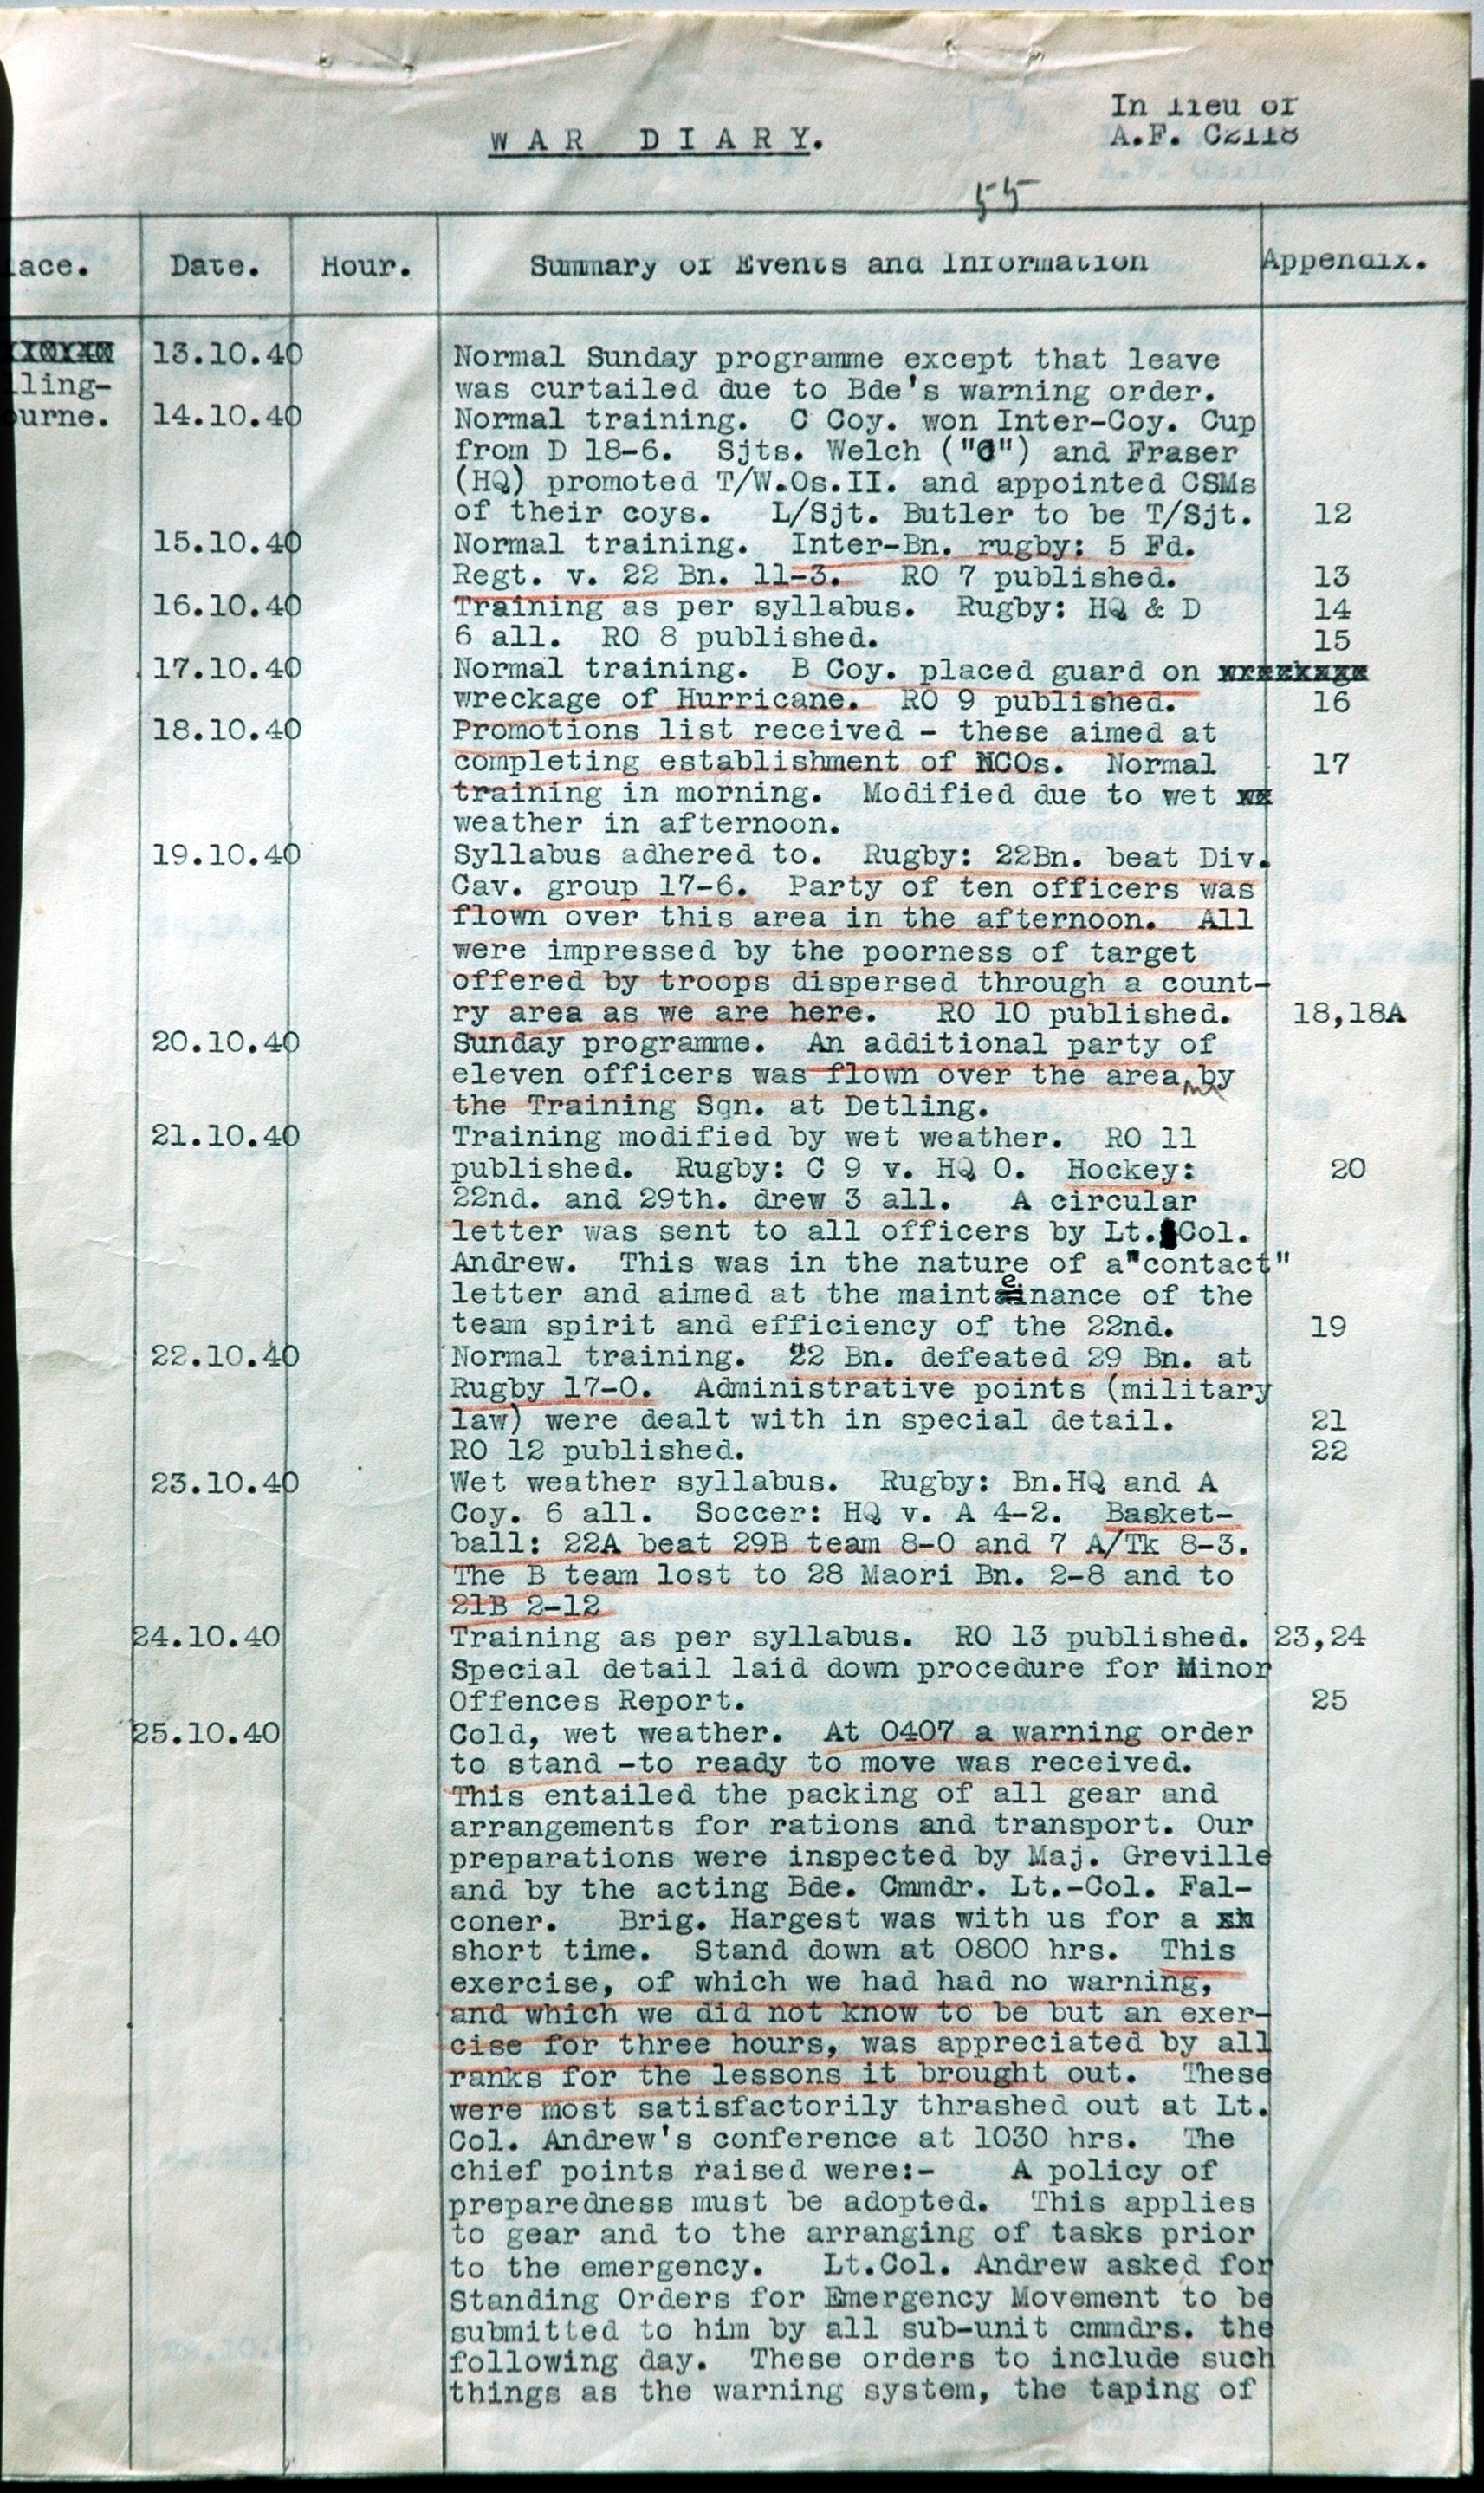 In lieu of
WAR DIARY.
A.F. C2118
55
lace. Date. Hour. Summary of Events and Information Appendix.
13.10.40 Normal Sunday programme except that leave
lling- was curtailed due to Bde's warning order.
ourne. 14.10.40 Normal training. C Coy. won Inter-Coy. Cup
from D 18-6. Sjts. Welch ("C") and Fraser
(HQ) promoted T/W.Os.II. and appointed CSMs
of their coys. L/Sjt. Butler to be T/Sjt. 12
15.10.40 Normal training. Inter-Bn. rugby: 5 Fd.
Regt. v. 22 Bn. 11-3. RO 7 published. 13
16.10.40 Training as per syllabus. Rugby: HQ & D 14
6 all. RO 8 published. 15
17.10.40 Normal training. B Coy. placed guard on
wreckage of Hurricane. RO 9 published. 16
18.10.40 Promotions list received - these aimed at
completing establishment of NCOs. Normal 17
training in morning. Modified due to wet
weather in afternoon.
19.10.40 Syllabus adhered to. Rugby: 22Bn. beat Div.
Cav. group 17-6. Party of ten officers was
flown over this area in the afternoon. All
were impressed by the poorness of target
offered by troops dispersed through a count-
ry area as we are here. RO 10 published. 18,18A
20.10.40 Sunday programme. An additional party of
eleven officers was flown over the area by
the Training Sqn. at Detling.
21.10.40 Training modified by wet weather. RO 11
published. Rugby: C 9 v. HQ 0. Hockey: 20
22nd. and 29th. drew 3 all. A circular
letter was sent to all officers by Lt. Col.
Andrew. This was in the nature of a "contact"
letter and aimed at the maintenance of the
team spirit and efficiency of the 22nd. 19
22.10.40 Normal training. 22 Bn. defeated 29 Bn. at
Rugby 17-0. Administrative points (military
law) were dealt with in special detail. 21
RO 12 published. 22
23.10.40 Wet weather syllabus. Rugby: Bn.HQ and A
Coy. 6 all. Soccer: HQ v. A 4-2. Basket-
ball: 22A beat 29B team 8-0 and 7 A/Tk 8-3.
The B team lost to 28 Maori Bn. 2-8 and to
21B 2-12
24.10.40 Training as per syllabus. RO 13 published. 23,24
Special detail laid down procedure for Minor
Offences Report. 25
25.10.40 Cold, wet weather. At 0407 a warning order
to stand -to ready to move was received.
This entailed the packing of all gear and
arrangements for rations and transport. Our
preparations were inspected by Maj. Greville
and by the acting Bde. Cmmdr. Lt.-Col. Fal-
coner. Brig. Hargest was with us for a
short time. Stand down at 0800 hrs. This
exercise, of which we had had no warning,
and which we did not know to be but an exer-
cise for three hours, was appreciated by all
ranks for the lessons it brought out. These
were most satisfactorily thrashed out at Lt.
Col. Andrew's conference at 1030 hrs. The
chief points raised were:- A policy of
preparedness must be adopted. This applies
to gear and to the arranging of tasks prior
to the emergency. Lt.Col. Andrew asked for
Standing Orders for Emergency Movement to be
submitted to him by all sub-unit cmmdrs. the
following day. These orders to include such
things as the warning system, the taping of